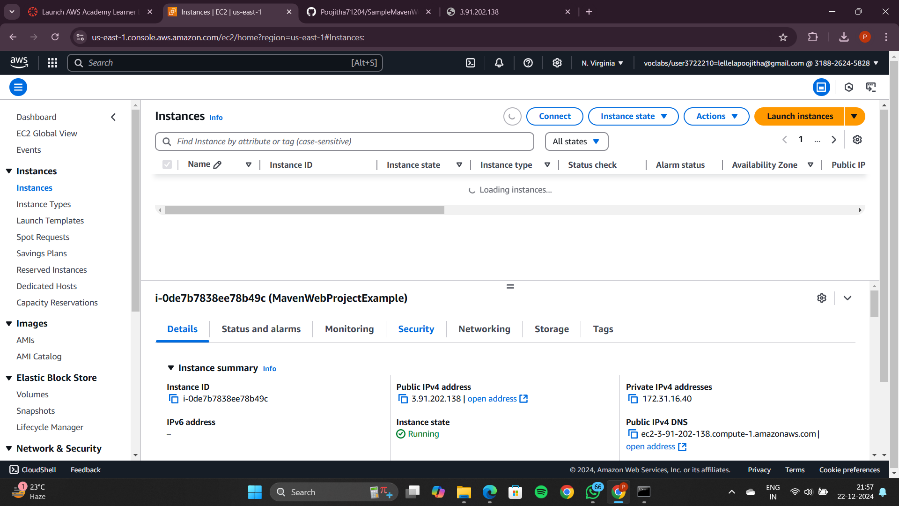 Launch AWS Academy Learner
Instances | EC2 | us-east-1
Poojitha71204/SampleMavenW
3.91.202.138
us-east-1.console.aws.amazon.com/ec2/home?region=us-east-1#Instances:
P
aws
Search
[Alt+S]
N. Virginia
voclabs/user3722210=lellelapoojitha@gmail.com @ 3188-2624-5828
Dashboard
EC2 Global View
Events
Instances
Instances
Instance Types
Launch Templates
Spot Requests
Savings Plans
Reserved Instances
Dedicated Hosts
Capacity Reservations
Images
AMIs
AMI Catalog
Elastic Block Store
Volumes
Snapshots
Lifecycle Manager
Network & Security
Instances Info
Connect
Instance state
Actions
Launch instances
Find Instance by attribute or tag (case-sensitive)
All states
1 ...
Name
Instance ID
Instance state
Instance type
Status check
Alarm status
Availability Zone
Public IP
Loading instances...
i-0de7b7838ee78b49c (MavenWebProjectExample)
Details
Status and alarms
Monitoring
Security
Networking
Storage
Tags
Instance summary Info
Instance ID
i-0de7b7838ee78b49c
Public IPv4 address
3.91.202.138 | open address
Private IPv4 addresses
172.31.16.40
IPv6 address
–
Instance state
Running
Public IPv4 DNS
ec2-3-91-202-138.compute-1.amazonaws.com |
open address
CloudShell
Feedback
© 2024, Amazon Web Services, Inc. or its affiliates.
Privacy
Terms
Cookie preferences
1
23°C
Haze
Search
66
P
ENG
IN
21:57
22-12-2024